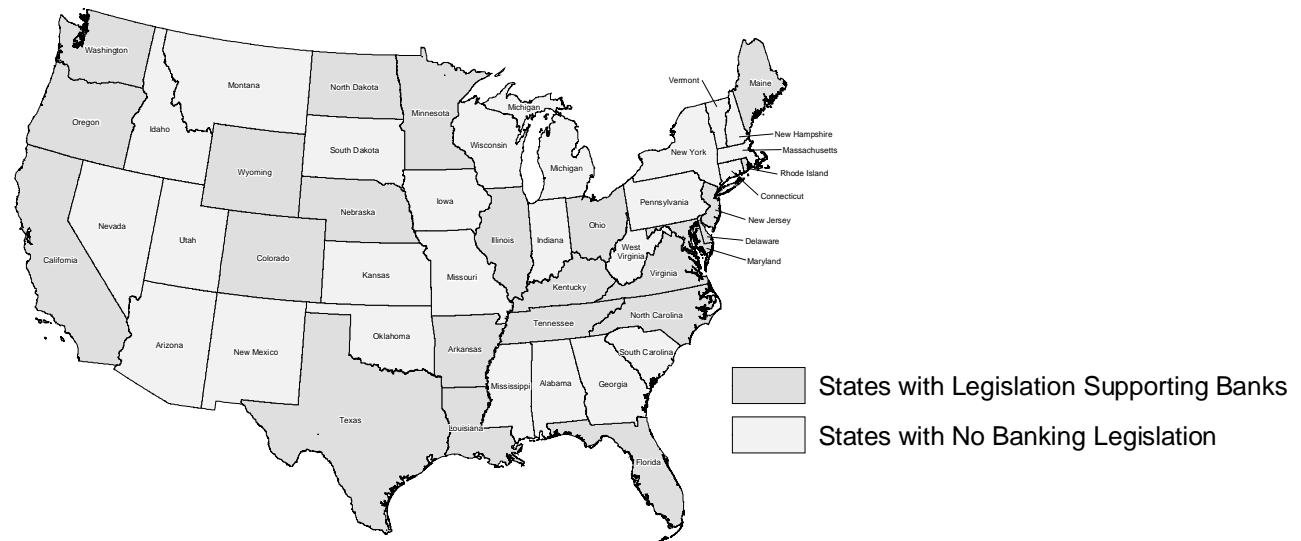 Washington
Maine
Vermont
Montana
North Dakota
Michigan
Minnesota
Oregon
Idaho
New Hampshire
Wisconsin
New York
Massachusetts
South Dakota
Michigan
Wyoming
Rhode Island
Connecticut
Iowa
Pennsylvania
Nebraska
New Jersey
Nevada
Ohio
Illinois
Indiana
Utah
Delaware
West
Virginia
California
Colorado
Maryland
Virginia
Kansas
Missouri
Kentucky
North Carolina
Tennessee
Oklahoma
Arizona
New Mexico
Arkansas
South Carolina
Mississippi
Alabama
Georgia
Texas
Louisiana
Florida
States with Legislation Supporting Banks
States with No Banking Legislation